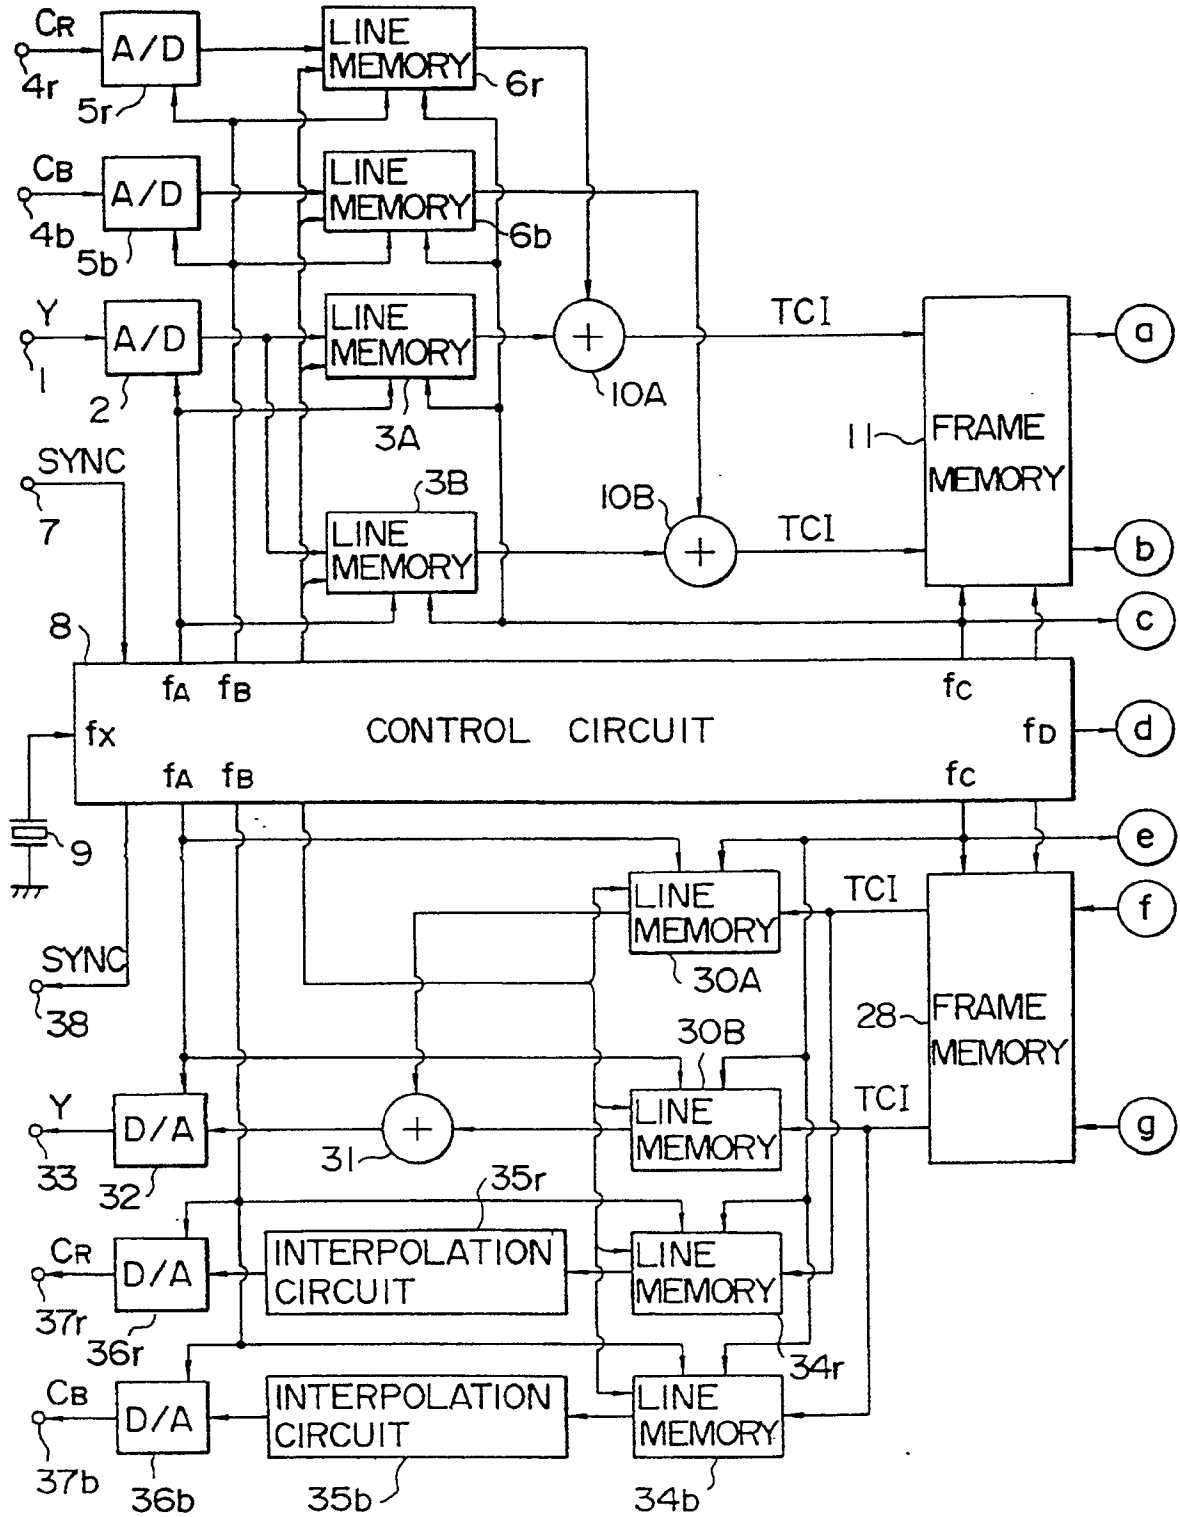 CR
A/D
LINE
MEMORY
4r
5r
6r
CB
A/D
LINE
MEMORY
4b
5b
6b
Y
A/D
LINE
MEMORY
1
2
3A
+
10A
TCI
a
FRAME
MEMORY
11
SYNC
7
3B
LINE
MEMORY
10B
+
TCI
b
c
8
fA
fB
fC
fX
CONTROL CIRCUIT
fD
d
fA
fB
fC
9
e
LINE
MEMORY
TCI
f
30A
SYNC
38
FRAME
MEMORY
28
30B
Y
D/A
+
LINE
MEMORY
TCI
g
33
32
31
35r
CR
D/A
INTERPOLATION
CIRCUIT
LINE
MEMORY
37r
36r
34r
CB
D/A
INTERPOLATION
CIRCUIT
LINE
MEMORY
37b
36b
35b
34b